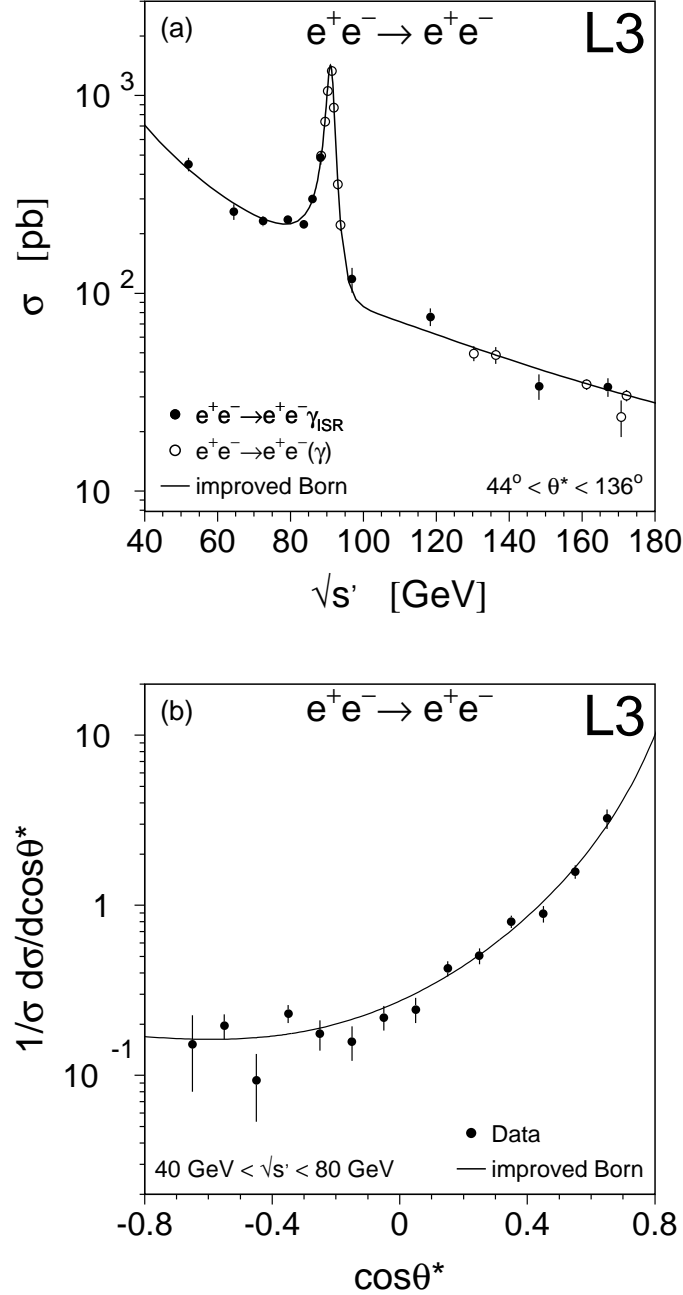 (a) e⁺e⁻→ e⁺e⁻ L3
10³
10²
10
σ [pb]
e⁺e⁻→e⁺e⁻γISR
e⁺e⁻→e⁺e⁻(γ)
improved Born
44° < θ* < 136°
40 60 80 100 120 140 160 180
√s’ [GeV]
(b) e⁺e⁻→ e⁺e⁻ L3
10
1
10⁻¹
1/σ dσ/dcosθ*
Data
40 GeV < √s’ < 80 GeV
improved Born
-0.8 -0.4 0 0.4 0.8
cosθ*